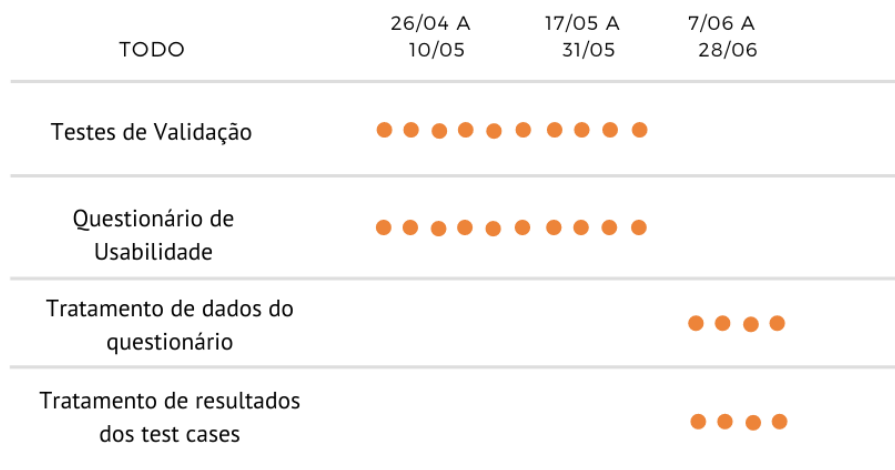 TODO
26/04 A
10/05
17/05 A
31/05
7/06 A
28/06
Testes de Validação
Questionário de
Usabilidade
Tratamento de dados do
questionário
Tratamento de resultados
dos test cases